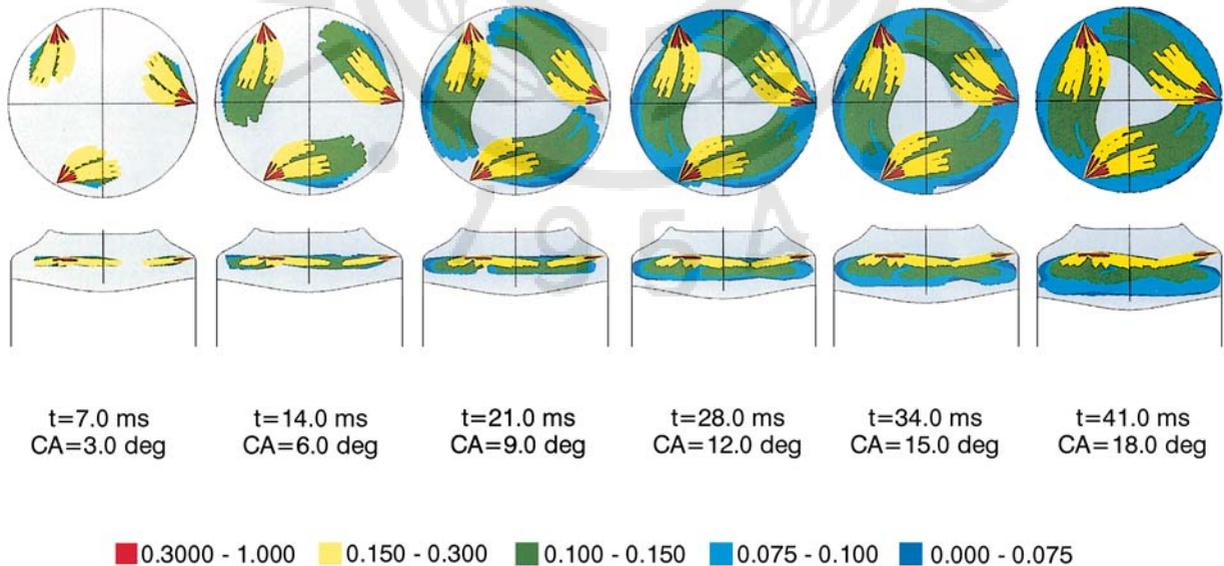 1954
t=7.0 ms
CA=3.0 deg
t=14.0 ms
CA=6.0 deg
t=21.0 ms
CA=9.0 deg
t=28.0 ms
CA=12.0 deg
t=34.0 ms
CA=15.0 deg
t=41.0 ms
CA=18.0 deg
0.3000 - 1.000
0.150 - 0.300
0.100 - 0.150
0.075 - 0.100
0.000 - 0.075